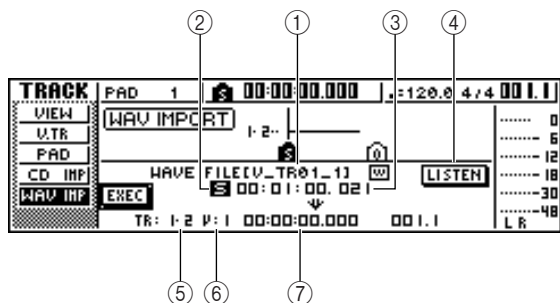 ② ① ③ ④
TRACK PAD 1 S 00:00:00.000 ♩=120.0 4/4 001.1
VIEW
V.TR
PAD
CD IMP
WAV IMP
WAV IMPORT
1·2··
S 0
WAVE FILE[V_TR01_1] W
EXEC S 00:01:00.021 LISTEN
TR: 1·2 V:1 00:00:00.000 001.1
0
6
12
18
30
48
L R
⑤ ⑥ ⑦